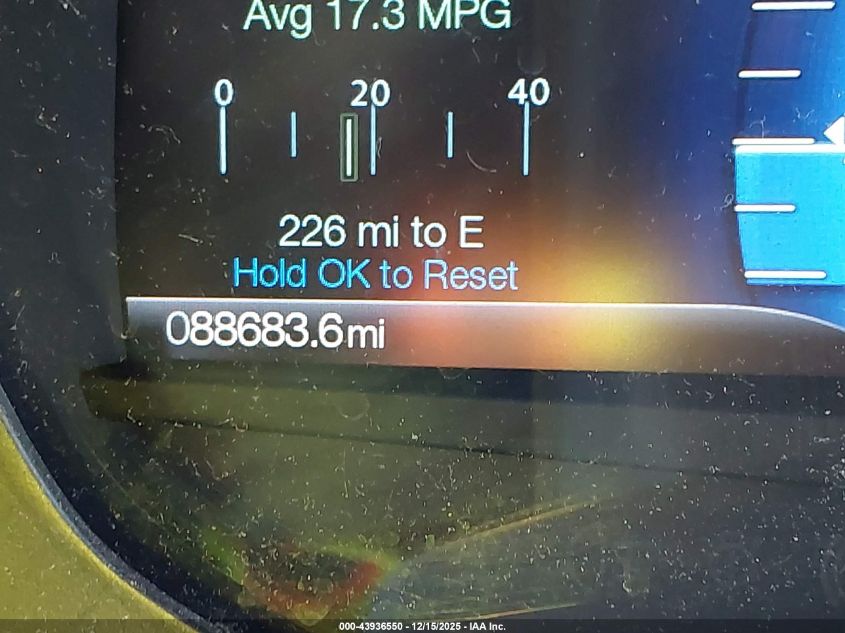 Avg 17.3 MPG
0 20 40
226 mi to E
Hold OK to Reset
088683.6mi
000-43936550 - 12/15/2025 - IAA Inc.